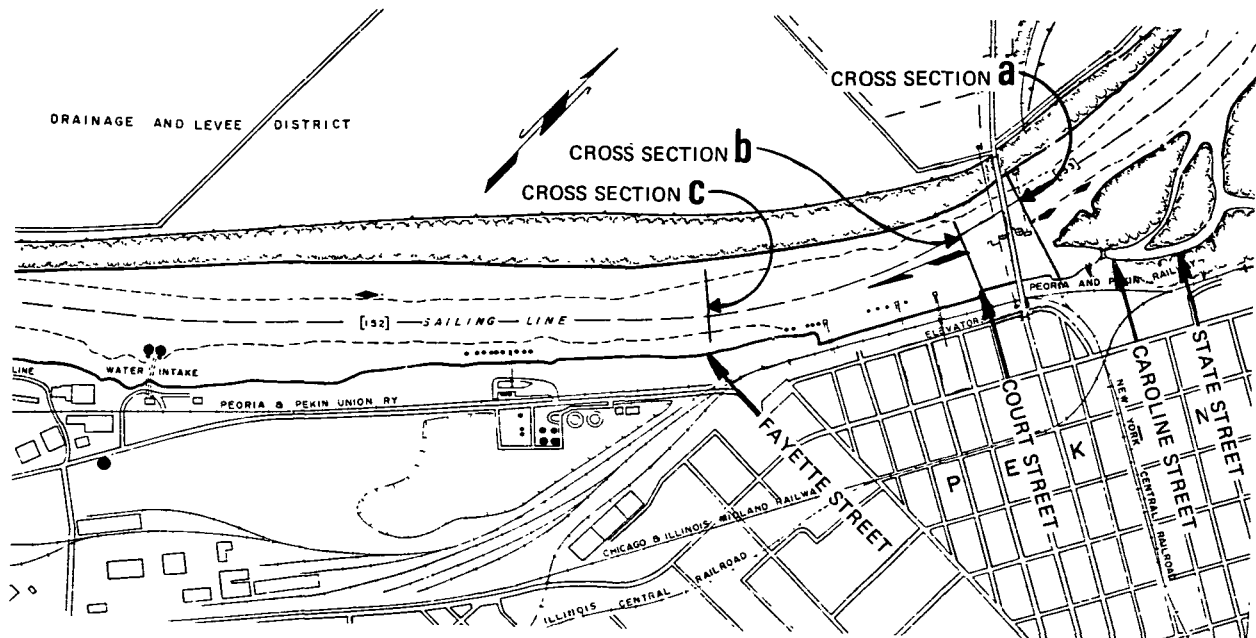 CROSS SECTION a
DRAINAGE AND LEVEE DISTRICT
CROSS SECTION b
CROSS SECTION C
[152] SAILING LINE
PEORIA AND PEKIN RAILWAY
ELEVATOR
WATER INTAKE
LINE
PEORIA & PEKIN UNION RY
FAYETTE STREET
COURT STREET
CAROLINE STREET
STATE STREET
NEW YORK CENTRAL RAILROAD
P E K N
CHICAGO & ILLINOIS MIDLAND RAILWAY
ILLINOIS CENTRAL RAILROAD